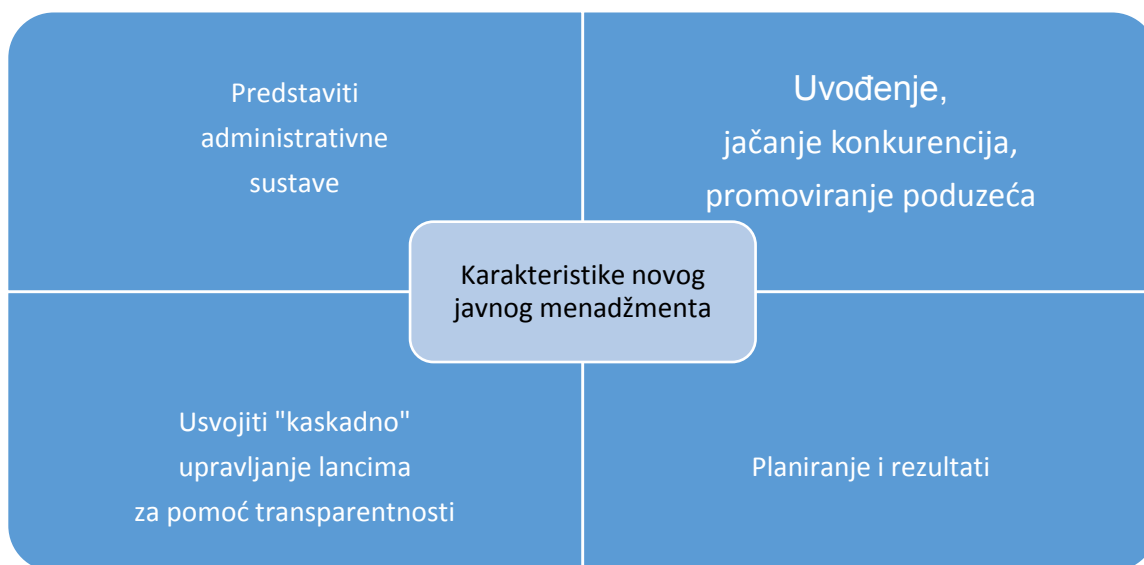 Predstaviti
administrativne
sustave
Uvođenje,
jačanje konkurencija,
promoviranje poduzeća
Karakteristike novog
javnog menadžmenta
Usvojiti "kaskadno"
upravljanje lancima
za pomoć transparentnosti
Planiranje i rezultati